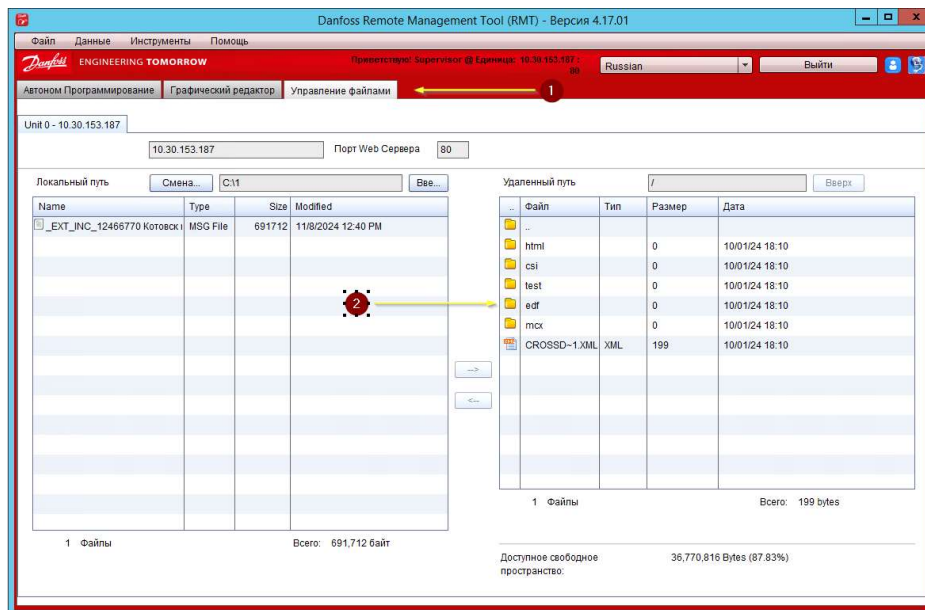 Danfoss Remote Management Tool (RMT) - Версия 4.17.01
Файл Данные Инструменты Помощь
Danfoss ENGINEERING TOMORROW Приветствую: Supervisor @ Единица: 10.30.153.187 : 80 Russian Выйти
Автоном Программирование Графический редактор Управление файлами 1
Unit 0 - 10.30.153.187
10.30.153.187 Порт Web Сервера 80
Локальный путь Смена... C:\1 Вве... Удаленный путь / Вверх
Name Type Size Modified .. Файл Тип Размер Дата
_EXT_INC_12466770 Котовск MSG File 691712 11/8/2024 12:40 PM ..
html 0 10/01/24 18:10
csi 0 10/01/24 18:10
test 0 10/01/24 18:10
2 edf 0 10/01/24 18:10
mcx 0 10/01/24 18:10
CROSSD~1.XML XML 199 10/01/24 18:10
-->
<--
1 Файлы Всего: 199 bytes
1 Файлы Всего: 691,712 байт
Доступное свободное 36,770,816 Bytes (87.83%)
пространство: